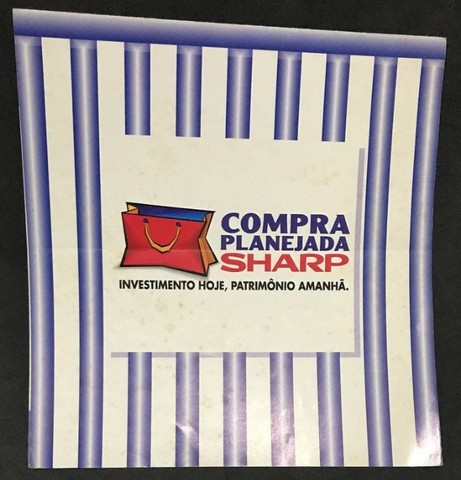 COMPRA
PLANEJADA
SHARP
INVESTIMENTO HOJE, PATRIMÔNIO AMANHÃ.